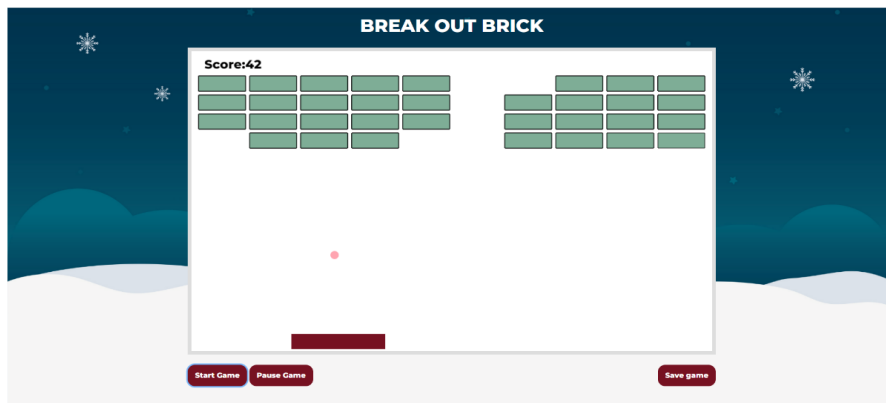 BREAK OUT BRICK
Score:42
Start Game
Pause Game
Save game